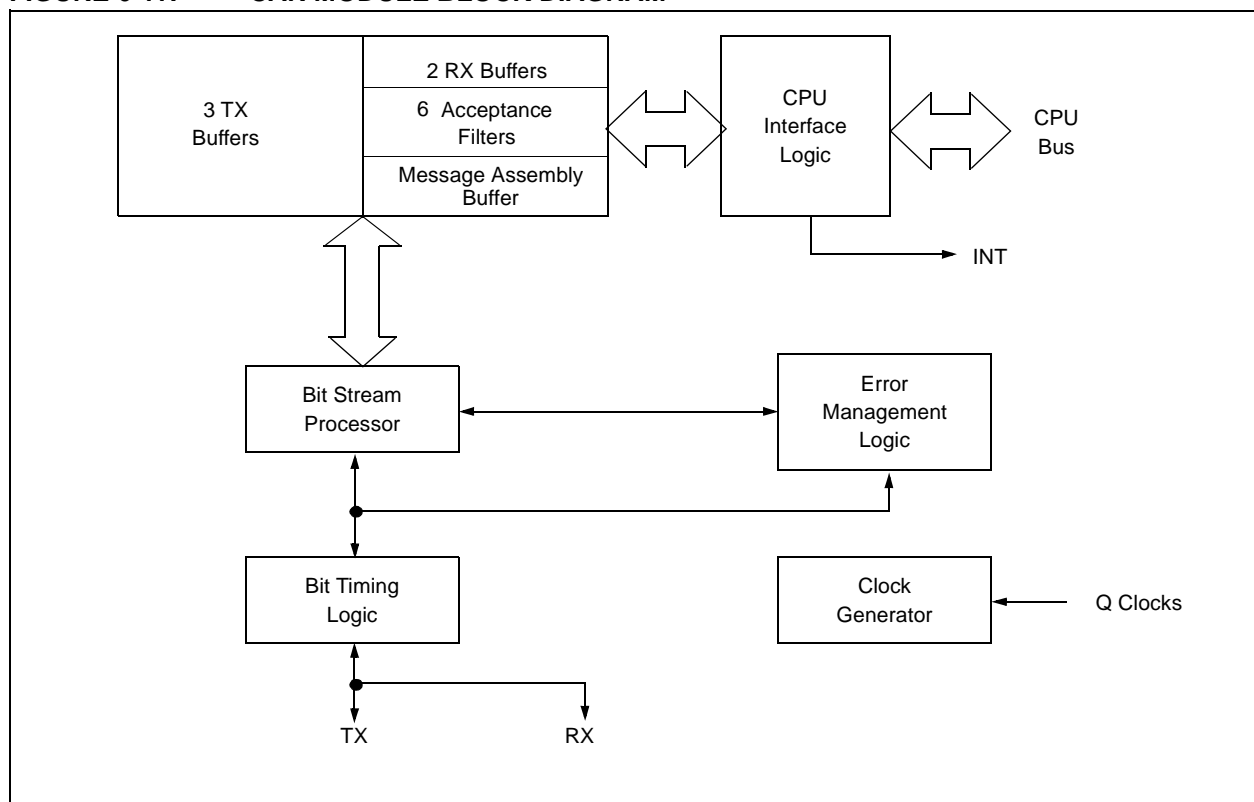 3 TX
Buffers
2 RX Buffers
6 Acceptance
Filters
Message Assembly
Buffer
CPU
Interface
Logic
CPU
Bus
INT
Bit Stream
Processor
Error
Management
Logic
Bit Timing
Logic
Clock
Generator
Q Clocks
TX
RX